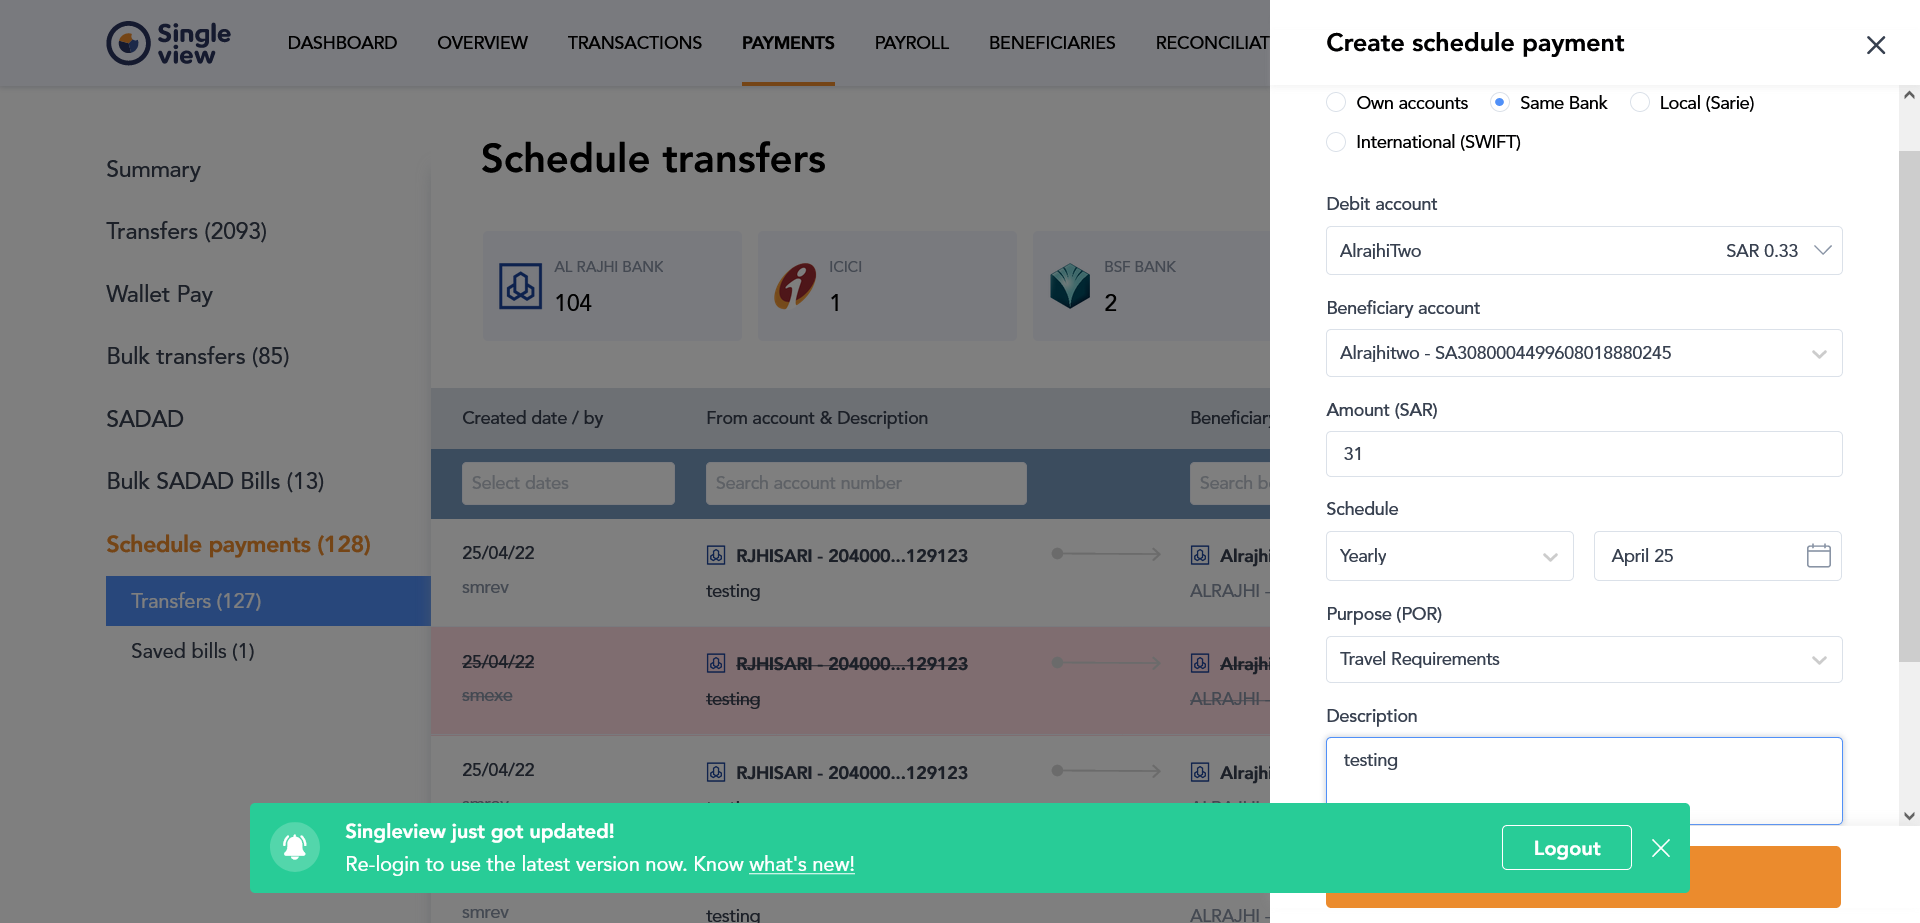 Single
view
DASHBOARD OVERVIEW TRANSACTIONS PAYMENTS PAYROLL BENEFICIARIES RECONCILIAT
Summary
Transfers (2093)
Wallet Pay
Bulk transfers (85)
SADAD
Bulk SADAD Bills (13)
Schedule payments (128)
Transfers (127)
Saved bills (1)
Schedule transfers
AL RAJHI BANK
104
ICICI
1
BSF BANK
2
Created date / by From account & Description Beneficiary
Select dates Search account number Search be
25/04/22 RJHISARI - 204000...129123 Alrajhi
smrev testing ALRAJHI -
25/04/22 RJHISARI - 204000...129123 Alrajhi
smexe testing ALRAJHI -
25/04/22 RJHISARI - 204000...129123 Alrajhi
smrev testing ALRAJHI -
Create schedule payment
Own accounts Same Bank Local (Sarie)
International (SWIFT)
Debit account
AlrajhiTwo SAR 0.33
Beneficiary account
Alrajhitwo - SA3080004499608018880245
Amount (SAR)
31
Schedule
Yearly April 25
Purpose (POR)
Travel Requirements
Description
testing
Singleview just got updated!
Re-login to use the latest version now. Know what's new!
Logout